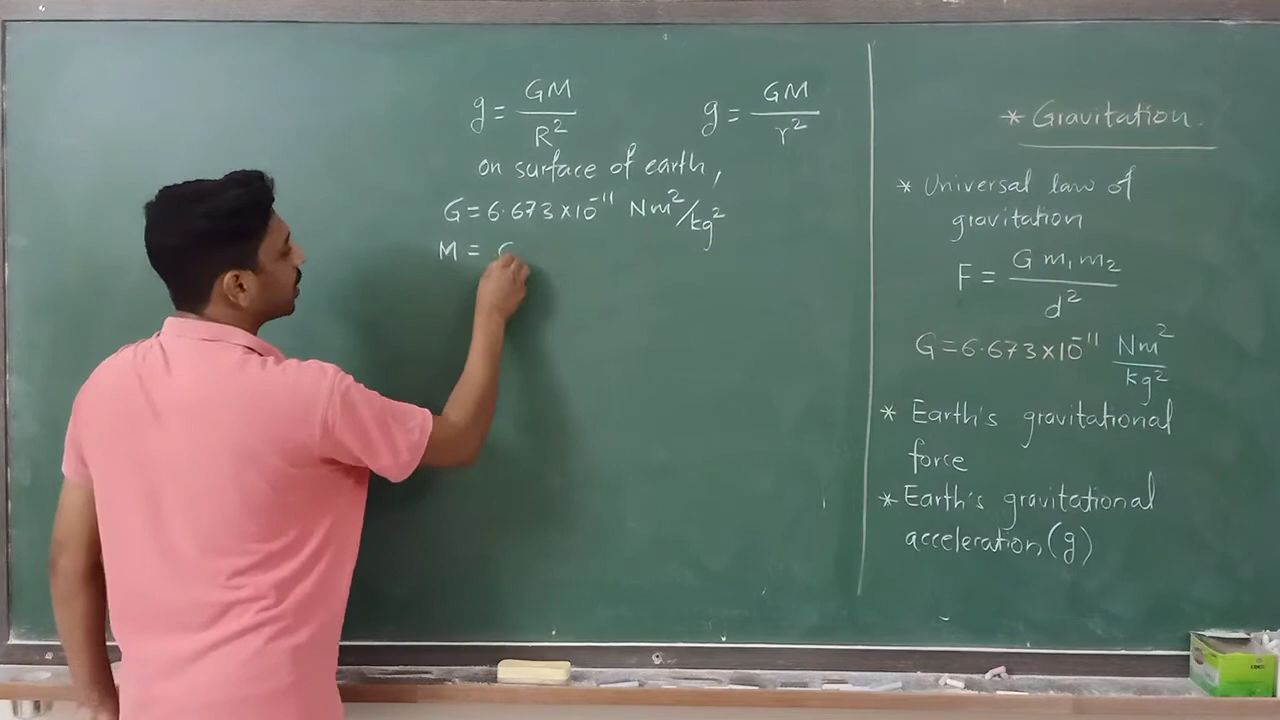 g = GM/R² g = GM/r²
on surface of earth,
G = 6.673×10⁻¹¹ Nm²/kg²
M =
* Gravitation.
* Universal law of
gravitation
F = G m₁ m₂/d²
G = 6.673×10⁻¹¹ Nm²/kg²
* Earth's gravitational
force
* Earth's gravitational
acceleration (g)